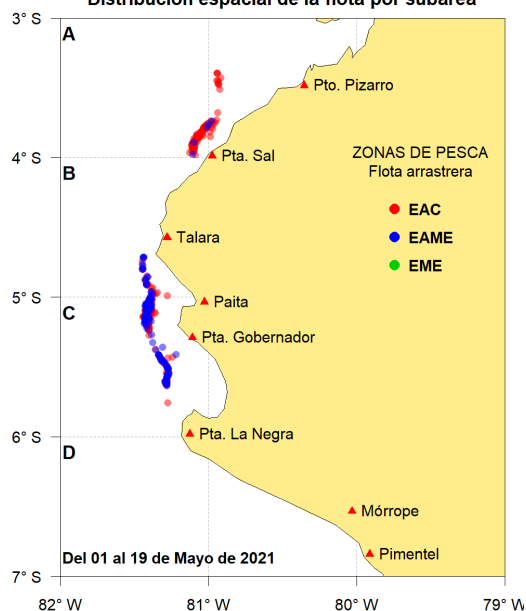 Distribución espacial de la flota por subárea
3° S
A
Pto. Pizarro
4° S
Pta. Sal
B
ZONAS DE PESCA
Flota arrastrera
EAC
EAME
EME
Talara
5° S
Paita
C
Pta. Gobernador
6° S
Pta. La Negra
D
Mórrope
Pimentel
Del 01 al 19 de Mayo de 2021
7° S
82° W
81° W
80° W
79° W